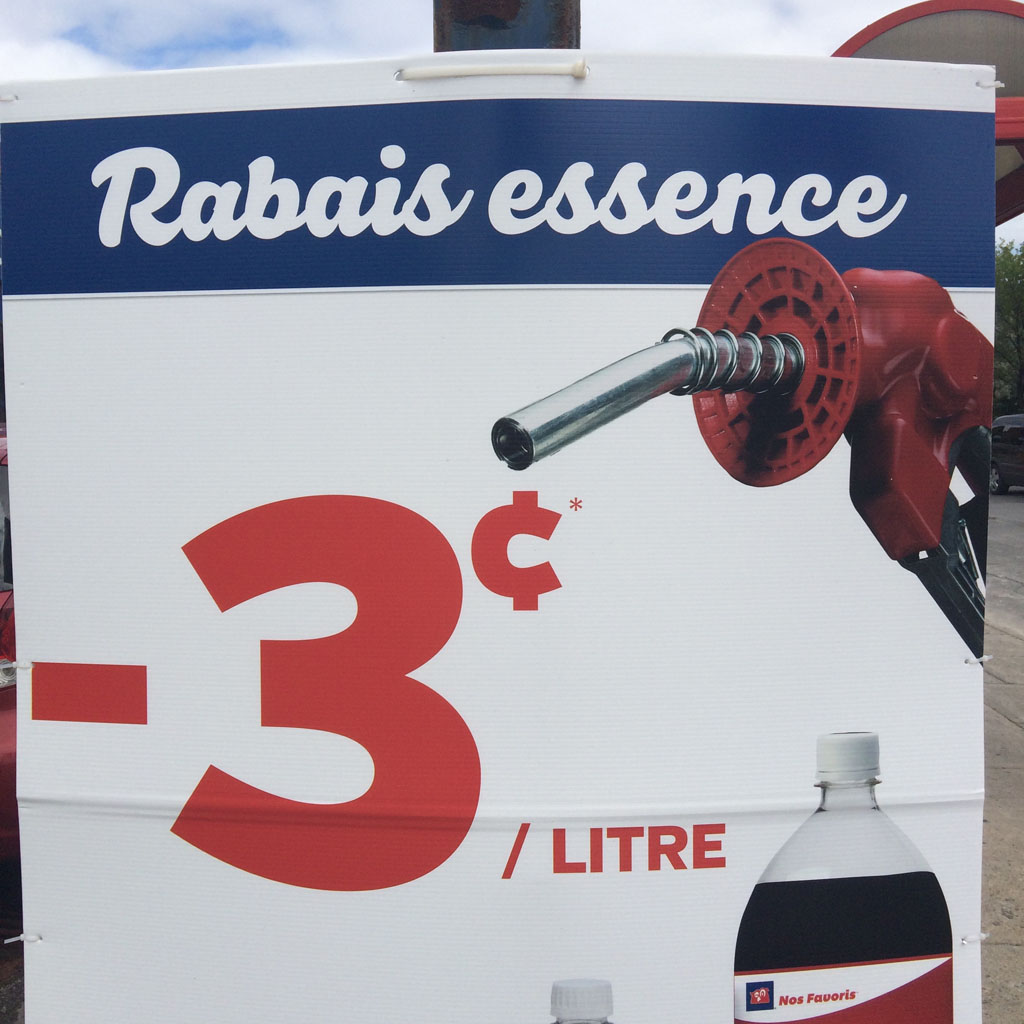 Rabais essence
-3¢*
/ LITRE
Nos Favoris